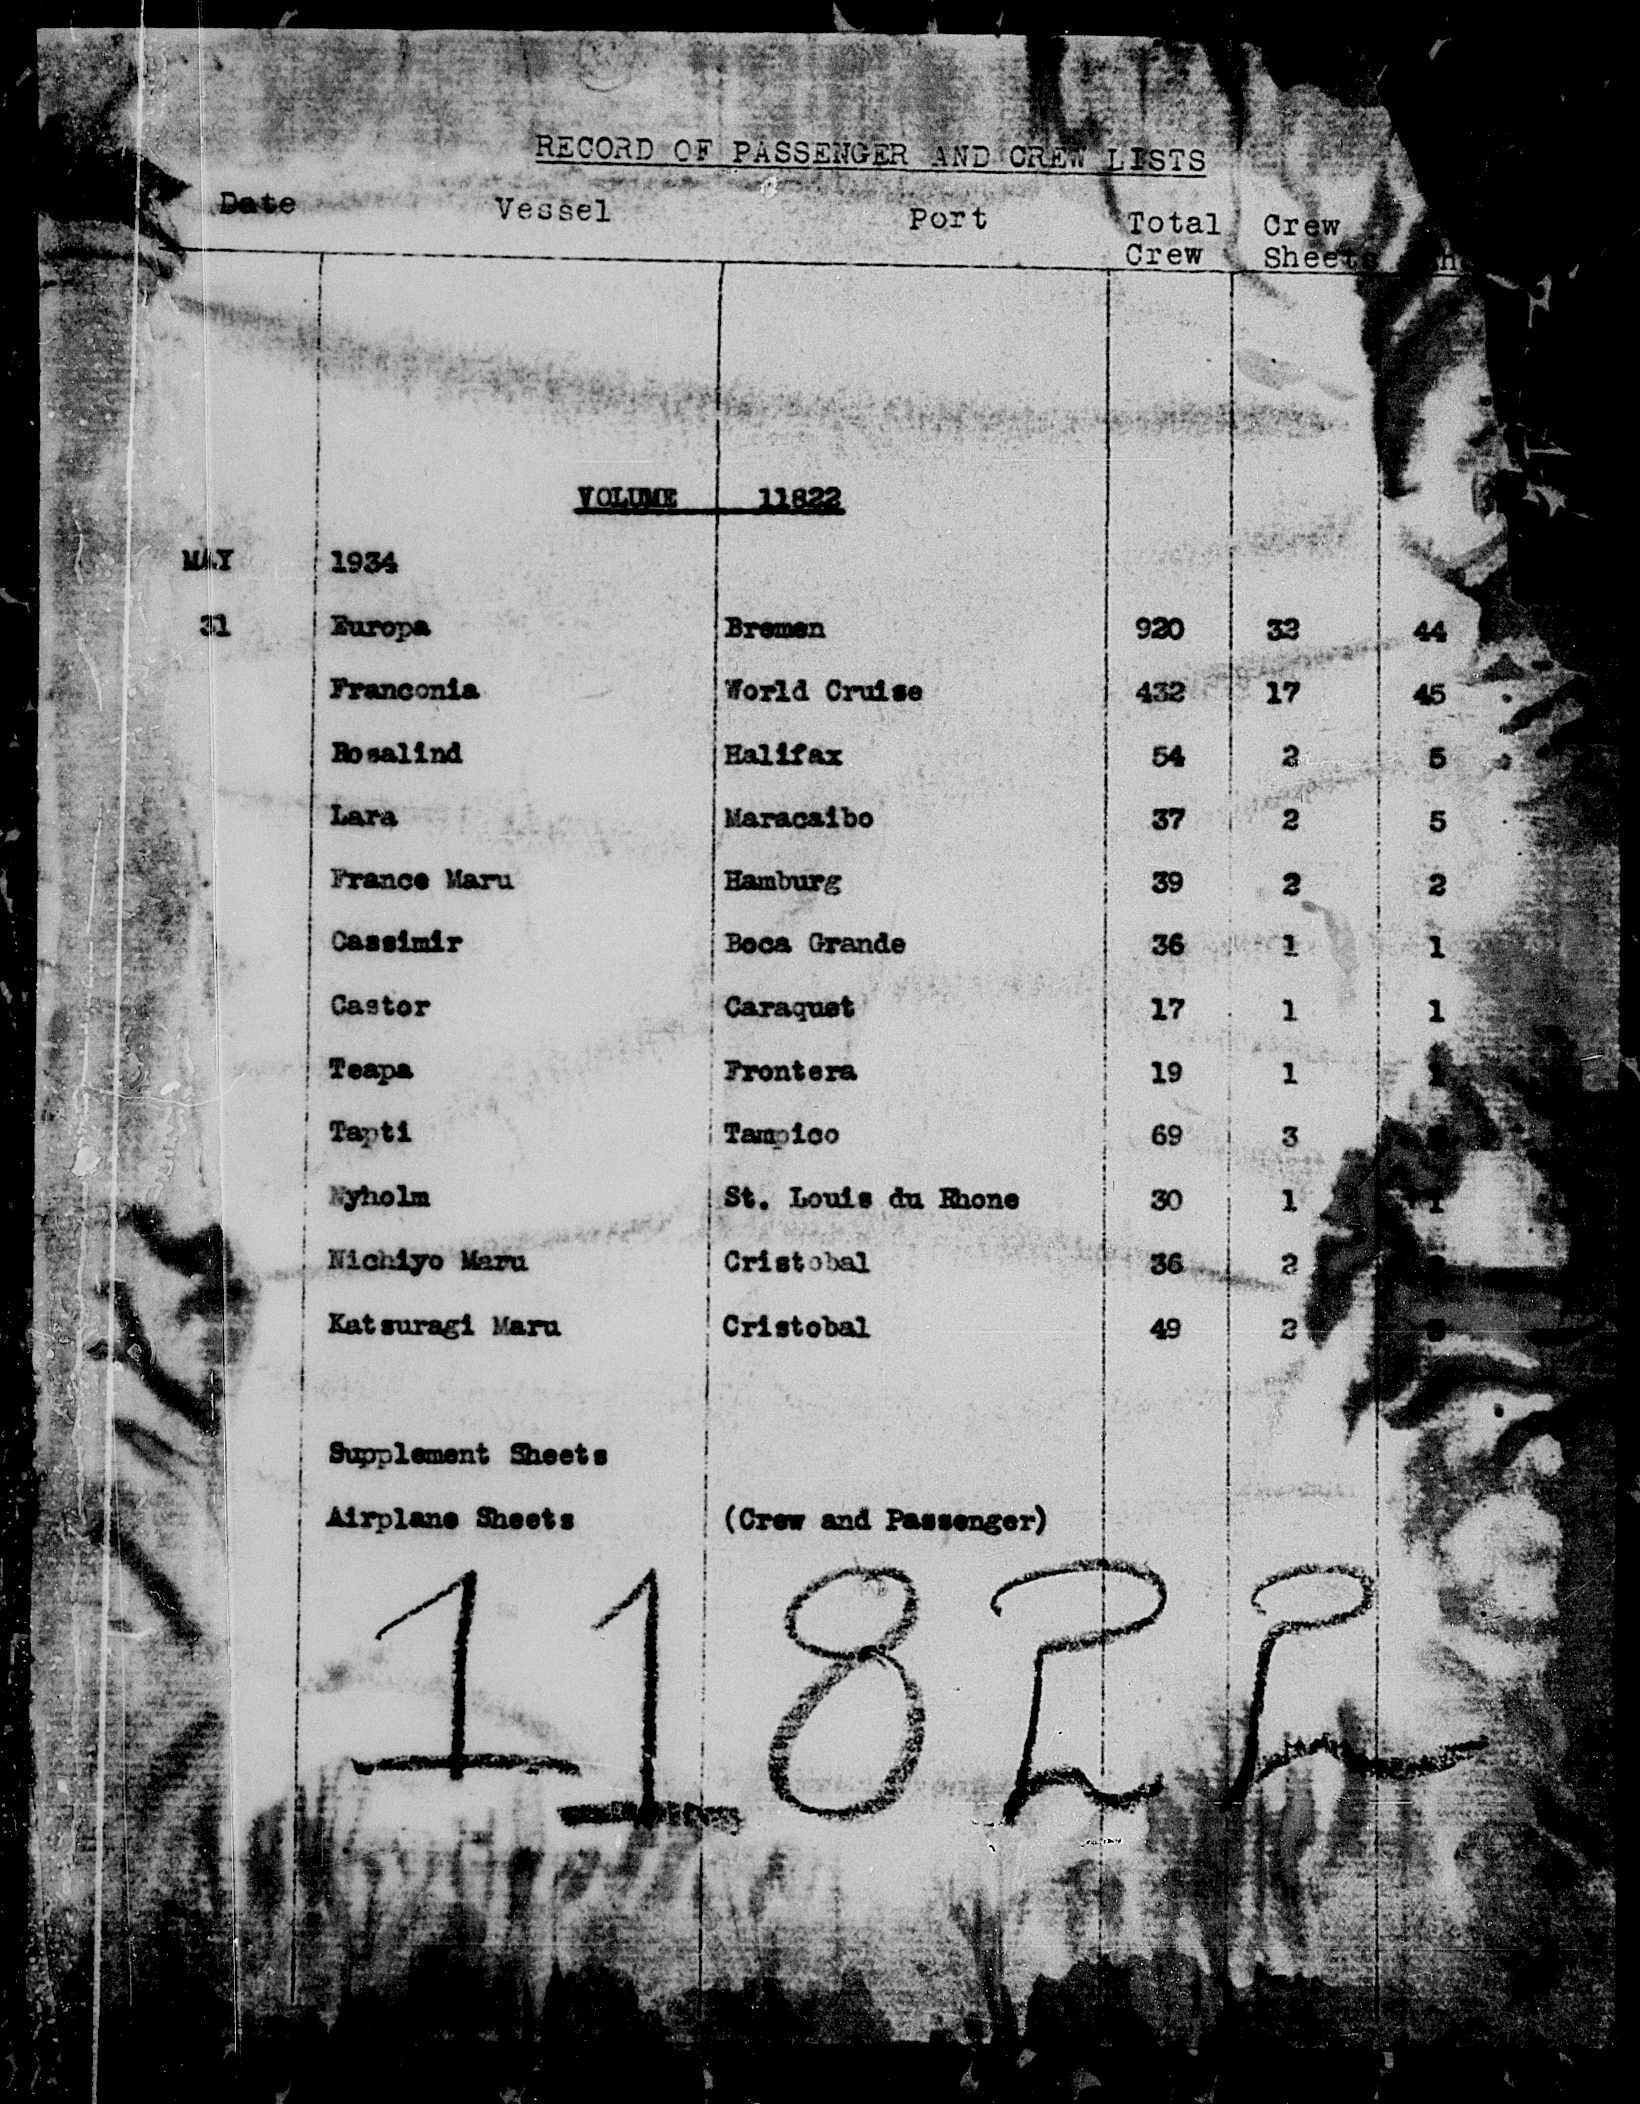 RECORD OF PASSENGER AND CREW LISTS
Date Vessel Port Total Crew
Crew Sheets
VOLUME 11822
MAY 1934
31 Europa Bremen 920 32 44
Franconia World Cruise 432 17 45
Rosalind Halifax 54 2 5
Lara Maracaibo 37 2 5
France Maru Hamburg 39 2 2
Cassimir Boca Grande 36 1 1
Castor Caraquet 17 1 1
Teapa Frontera 19 1 1
Tapti Tampico 69 3
Nyholm St. Louis du Rhone 30 1 1
Nichiyo Maru Cristobal 36 2
Katsuragi Maru Cristobal 49 2
Supplement Sheets
Airplane Sheets (Crew and Passenger)
11822